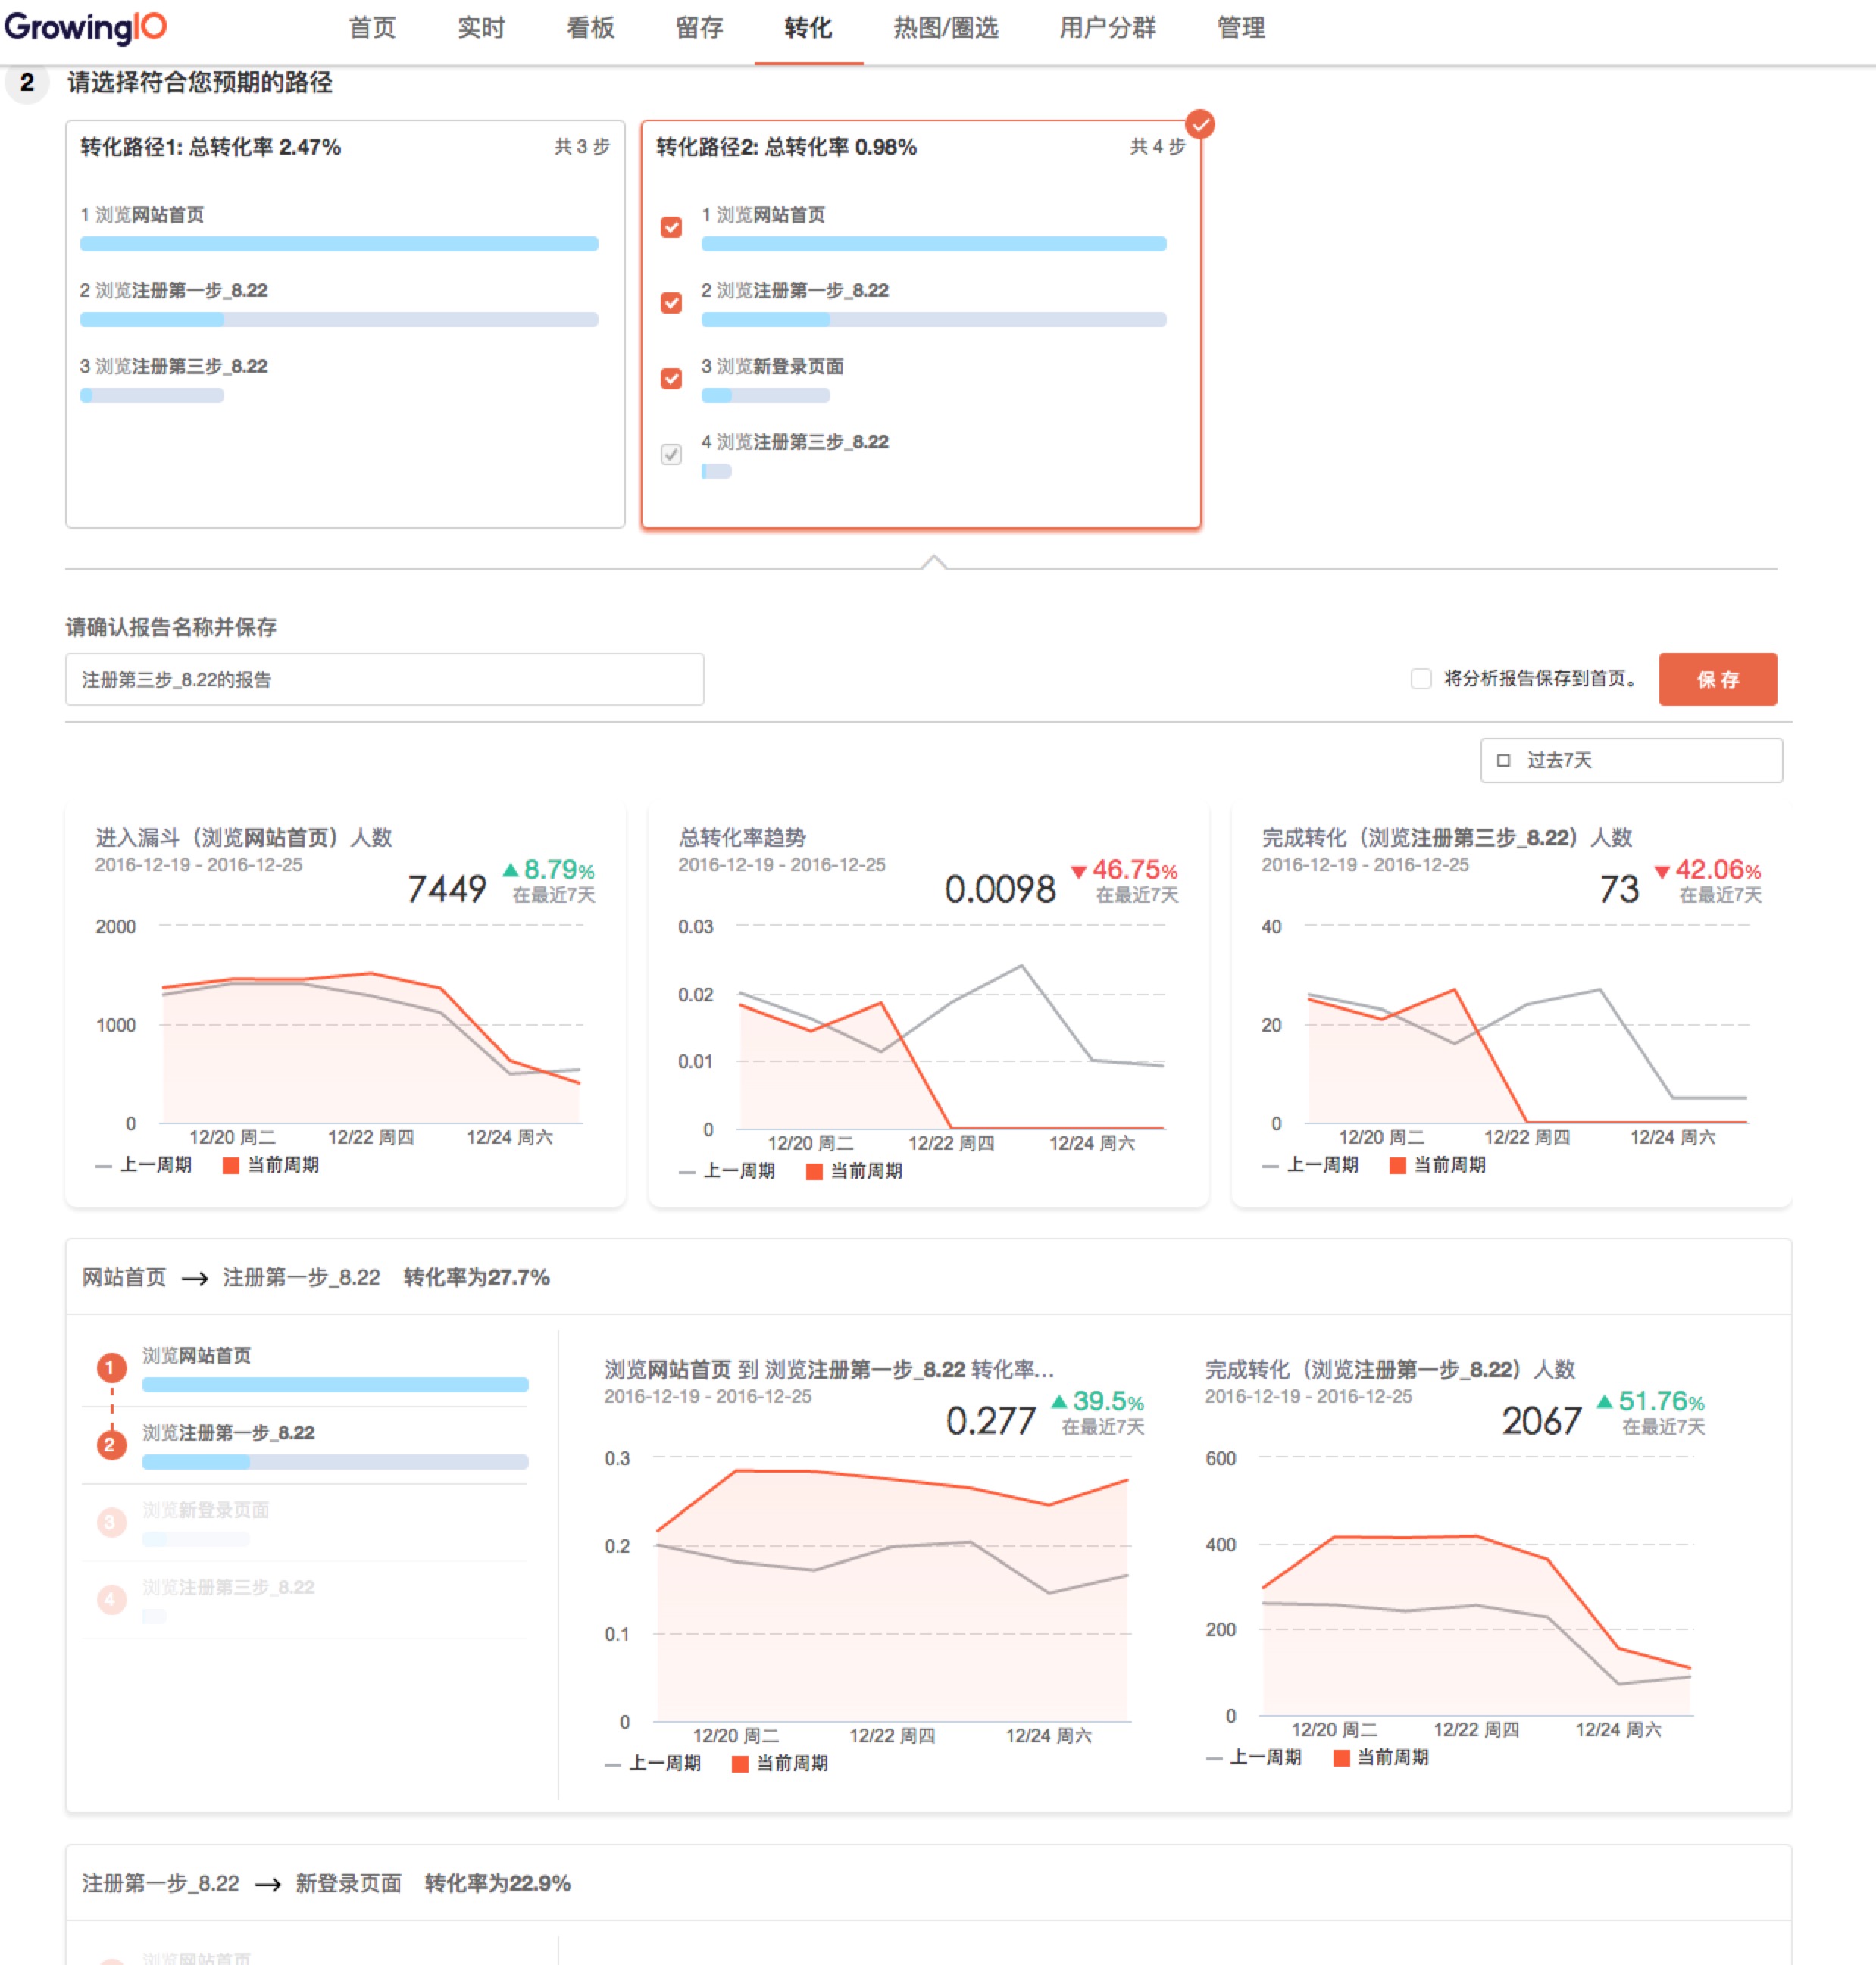 GrowingIO 首页 实时 看板 留存 转化 热图/圈选 用户分群 管理
2 请选择符合您预期的路径
转化路径1: 总转化率 2.47% 共 3 步
1 浏览网站首页
2 浏览注册第一步_8.22
3 浏览注册第三步_8.22
转化路径2: 总转化率 0.98% 共 4 步
1 浏览网站首页
2 浏览注册第一步_8.22
3 浏览新登录页面
4 浏览注册第三步_8.22
请确认报告名称并保存
注册第三步_8.22的报告
将分析报告保存到首页。 保 存
过去7天
进入漏斗（浏览网站首页）人数
2016-12-19 - 2016-12-25
7449 8.79%
在最近7天
2000
1000
0
12/20 周二 12/22 周四 12/24 周六
上一周期 当前周期
总转化率趋势
2016-12-19 - 2016-12-25
0.0098 46.75%
在最近7天
0.03
0.02
0.01
0
12/20 周二 12/22 周四 12/24 周六
上一周期 当前周期
完成转化（浏览注册第三步_8.22）人数
2016-12-19 - 2016-12-25
73 42.06%
在最近7天
40
20
0
12/20 周二 12/22 周四 12/24 周六
上一周期 当前周期
网站首页 → 注册第一步_8.22 转化率为27.7%
1 浏览网站首页
2 浏览注册第一步_8.22
3 浏览新登录页面
4 浏览注册第三步_8.22
浏览网站首页 到 浏览注册第一步_8.22 转化率...
2016-12-19 - 2016-12-25
0.277 39.5%
在最近7天
0.3
0.2
0.1
0
12/20 周二 12/22 周四 12/24 周六
上一周期 当前周期
完成转化（浏览注册第一步_8.22）人数
2016-12-19 - 2016-12-25
2067 51.76%
在最近7天
600
400
200
0
12/20 周二 12/22 周四 12/24 周六
上一周期 当前周期
注册第一步_8.22 → 新登录页面 转化率为22.9%
浏览网站首页